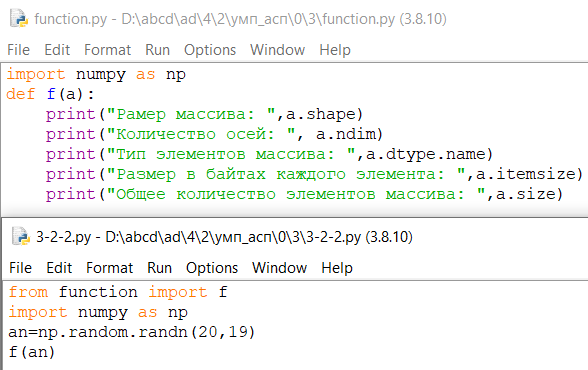 function.py - D:\abcd\ad\4\2\умп_асп\0\3\function.py (3.8.10)
File Edit Format Run Options Window Help
import numpy as np
def f(a):
    print("Рамер массива: ",a.shape)
    print("Количество осей: ", a.ndim)
    print("Тип элементов массива: ",a.dtype.name)
    print("Размер в байтах каждого элемента: ",a.itemsize)
    print("Общее количество элементов массива: ",a.size)
3-2-2.py - D:\abcd\ad\4\2\умп_асп\0\3\3-2-2.py (3.8.10)
File Edit Format Run Options Window Help
from function import f
import numpy as np
an=np.random.randn(20,19)
f(an)